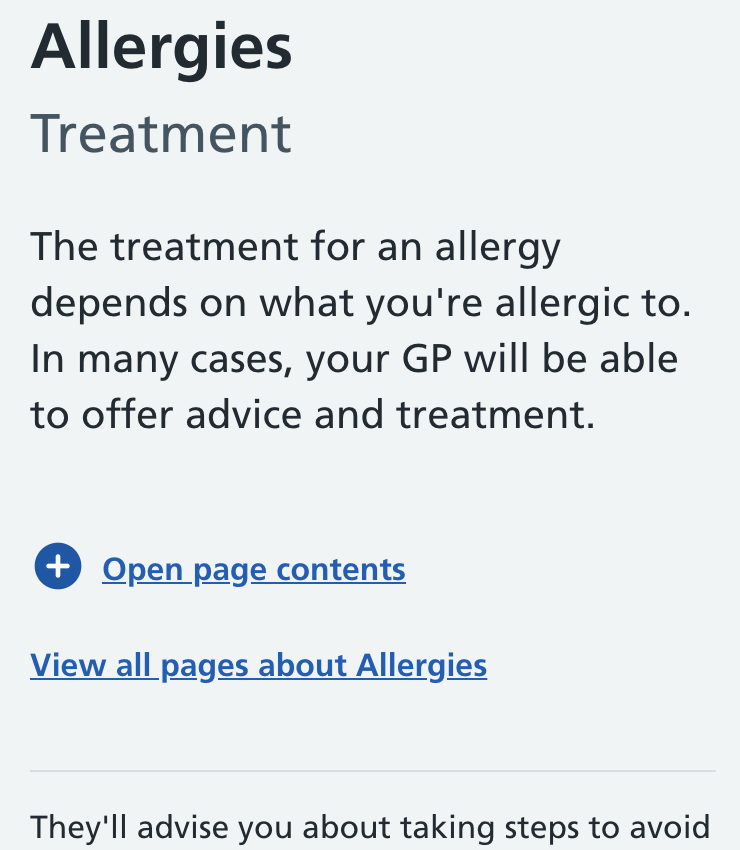 Allergies
Treatment
The treatment for an allergy
depends on what you're allergic to.
In many cases, your GP will be able
to offer advice and treatment.
Open page contents
View all pages about Allergies
They'll advise you about taking steps to avoid